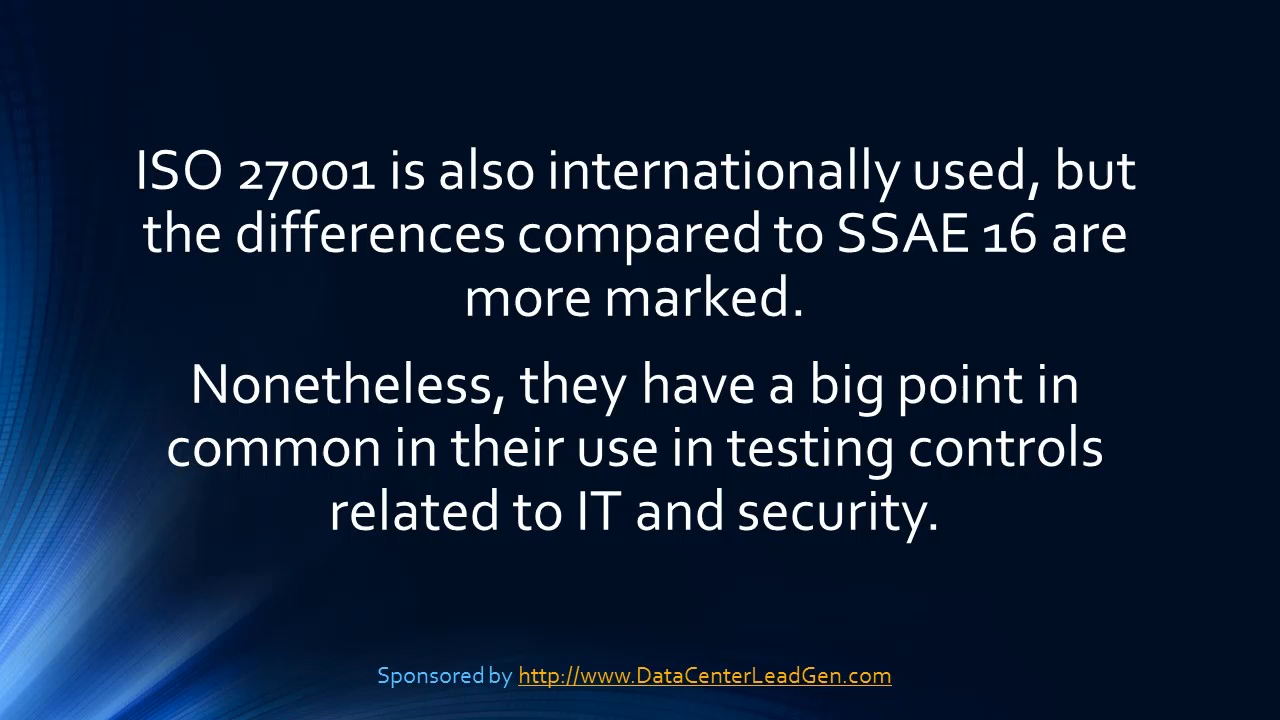 ISO 27001 is also internationally used, but
the differences compared to SSAE 16 are
more marked.
Nonetheless, they have a big point in
common in their use in testing controls
related to IT and security.
Sponsored by http://www.DataCenterLeadGen.com